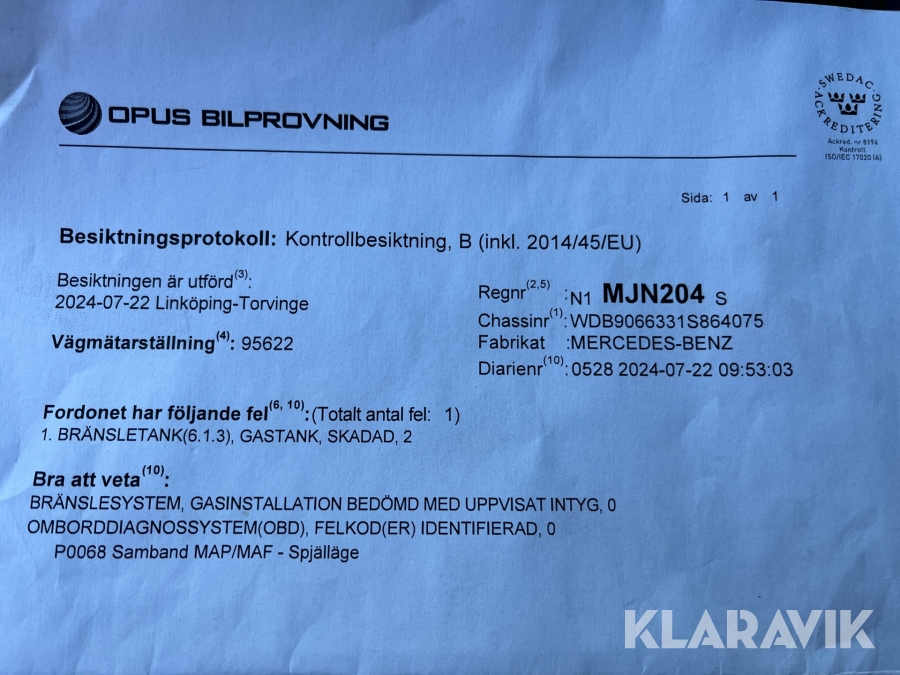 OPUS BILPROVNING
SWEDAC ACKREDITERING
Ackred. nr 8194
Kontroll
ISO/IEC 17020 (A)
Sida: 1 av 1
Besiktningsprotokoll: Kontrollbesiktning, B (inkl. 2014/45/EU)
Besiktningen är utförd(3):
2024-07-22 Linköping-Torvinge
Vägmätarställning(4): 95622
Regnr(2,5) :N1 MJN204 S
Chassinr(1):WDB9066331S864075
Fabrikat :MERCEDES-BENZ
Diarienr(10):0528 2024-07-22 09:53:03
Fordonet har följande fel(6, 10):(Totalt antal fel: 1)
1. BRÄNSLETANK(6.1.3), GASTANK, SKADAD, 2
Bra att veta(10):
BRÄNSLESYSTEM, GASINSTALLATION BEDÖMD MED UPPVISAT INTYG, 0
OMBORDDIAGNOSSYSTEM(OBD), FELKOD(ER) IDENTIFIERAD, 0
P0068 Samband MAP/MAF - Spjälläge
KLARAVIK